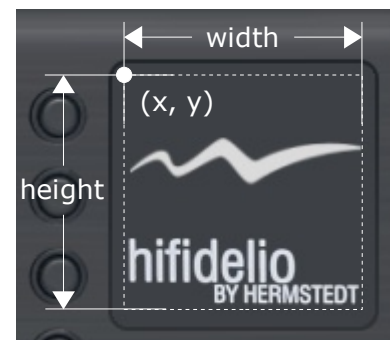 width
(x, y)
height
hifidelio
BY HERMSTEDT